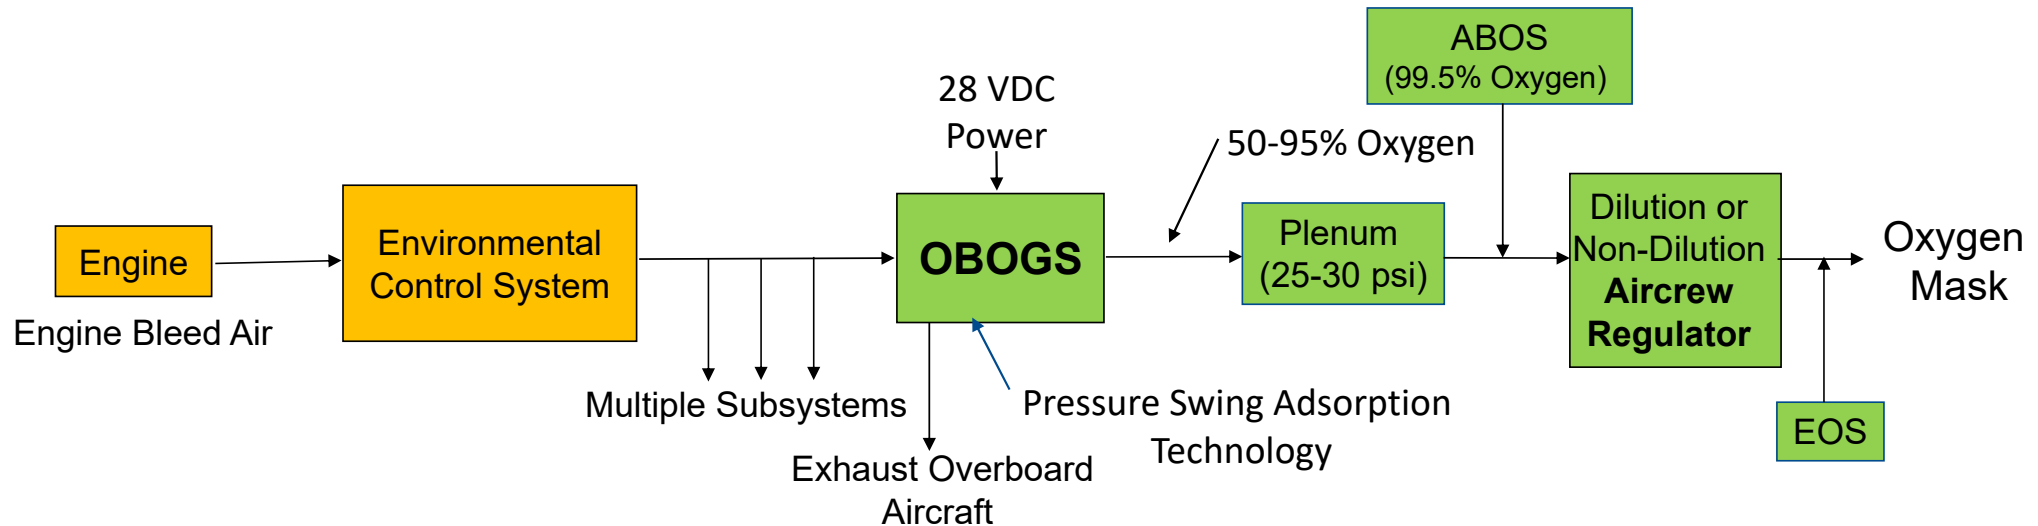 Engine
Engine Bleed Air
Environmental
Control System
Multiple Subsystems
28 VDC
Power
OBOGS
Exhaust Overboard
Aircraft
Pressure Swing Adsorption
Technology
50-95% Oxygen
Plenum
(25-30 psi)
ABOS
(99.5% Oxygen)
Dilution or
Non-Dilution
Aircrew
Regulator
EOS
Oxygen
Mask